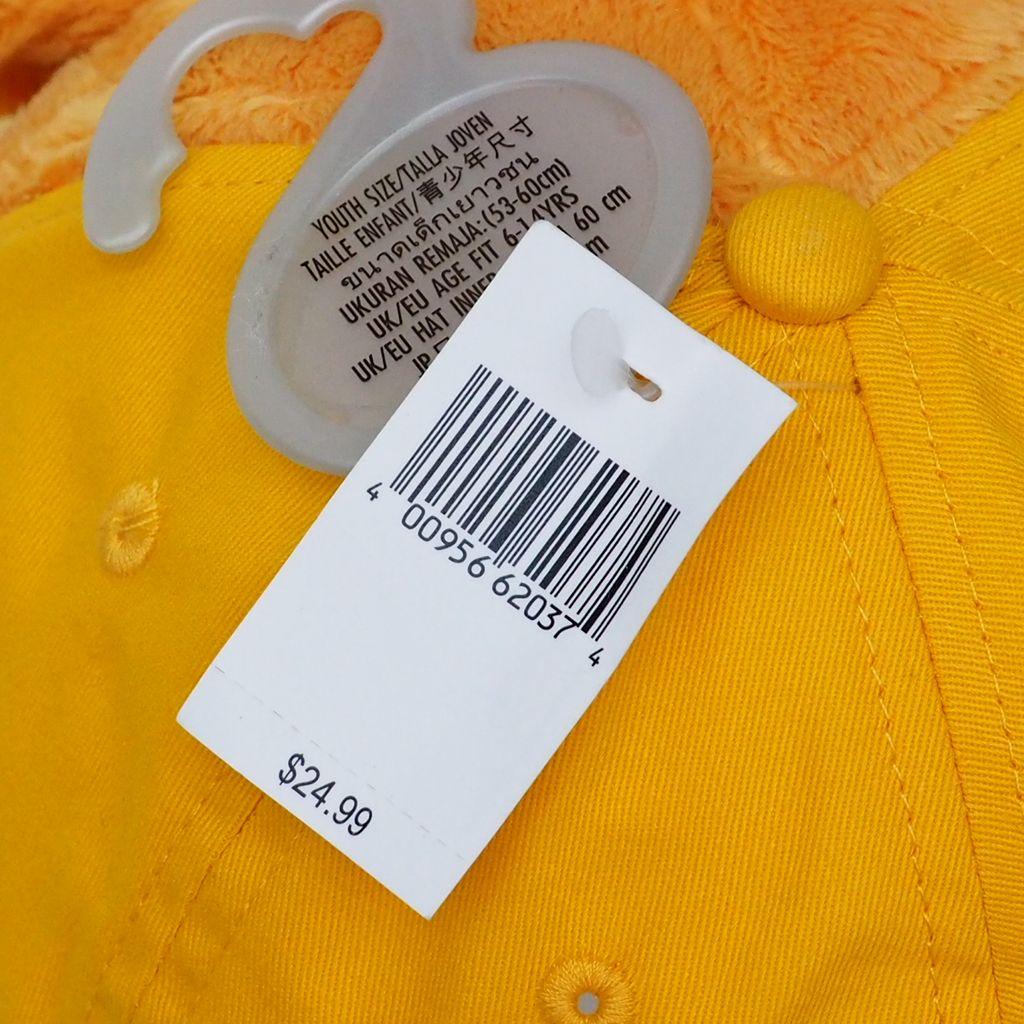 YOUTH SIZE/TALLA JOVEN
TAILLE ENFANT/青少年尺寸
ขนาดเด็กเยาวชน
UKURAN REMAJA:(53-60cm)
UK/EU AGE FIT 6-14YRS
UK/EU HAT 60 cm
4 00956 62037 4
$24.99